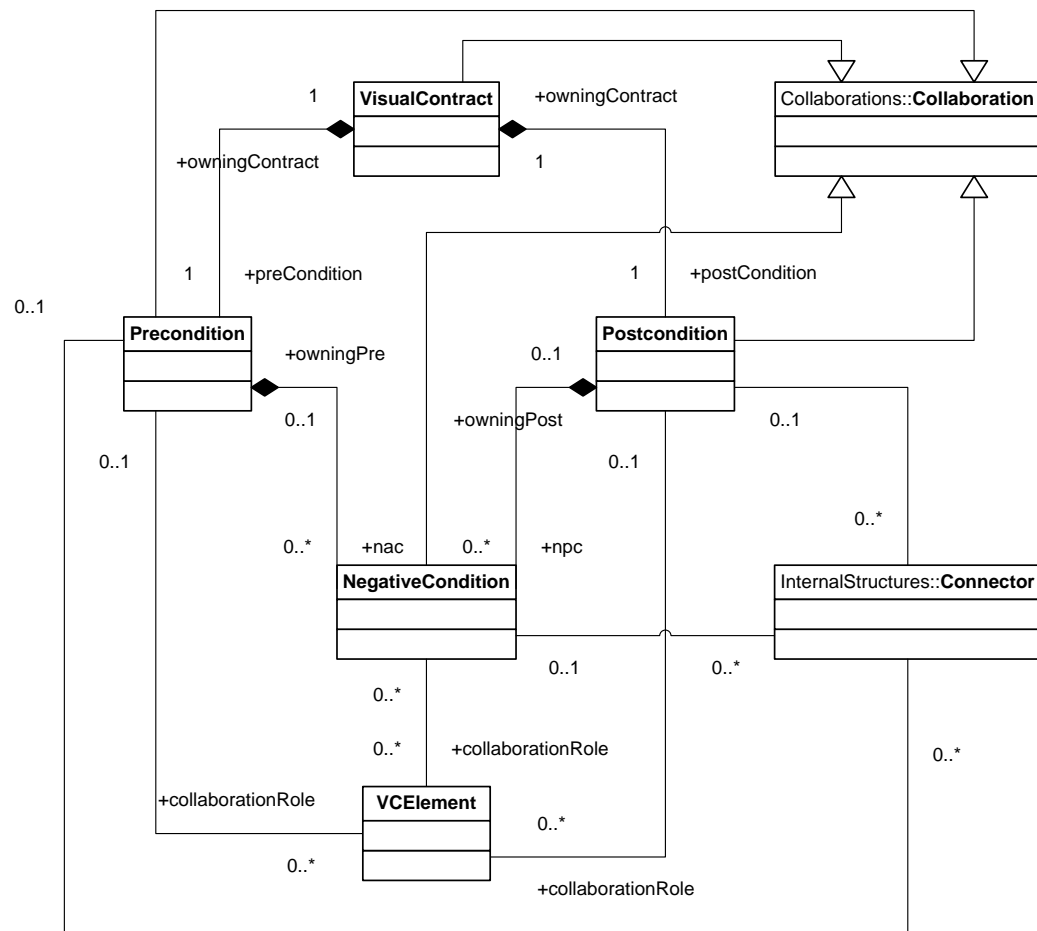 VisualContract
Collaborations::Collaboration
1
+owningContract
+owningContract
1
1
+preCondition
1
+postCondition
0..1
Precondition
Postcondition
+owningPre
0..1
0..1
+owningPost
0..1
0..1
0..1
0..*
+nac
0..*
+npc
0..*
NegativeCondition
InternalStructures::Connector
0..1
0..*
0..*
0..*
+collaborationRole
0..*
+collaborationRole
VCElement
0..*
0..*
+collaborationRole